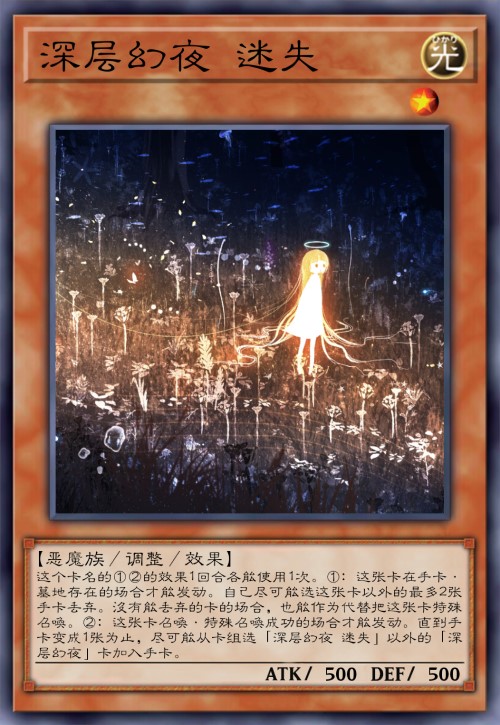 深层幻夜 迷失
ひかり
光
【恶魔族／调整／效果】
这个卡名的①②的效果1回合各能使用1次。①：这张卡在手卡·
墓地存在的场合才能发动。自己尽可能选这张卡以外的最多2张
手卡丢弃。没有能丢弃的卡的场合，也能作为代替把这张卡特殊
召唤。②：这张卡召唤·特殊召唤成功的场合才能发动。直到手
卡变成1张为止，尽可能从卡组选「深层幻夜 迷失」以外的「深
层幻夜」卡加入手卡。
ATK/ 500 DEF/ 500